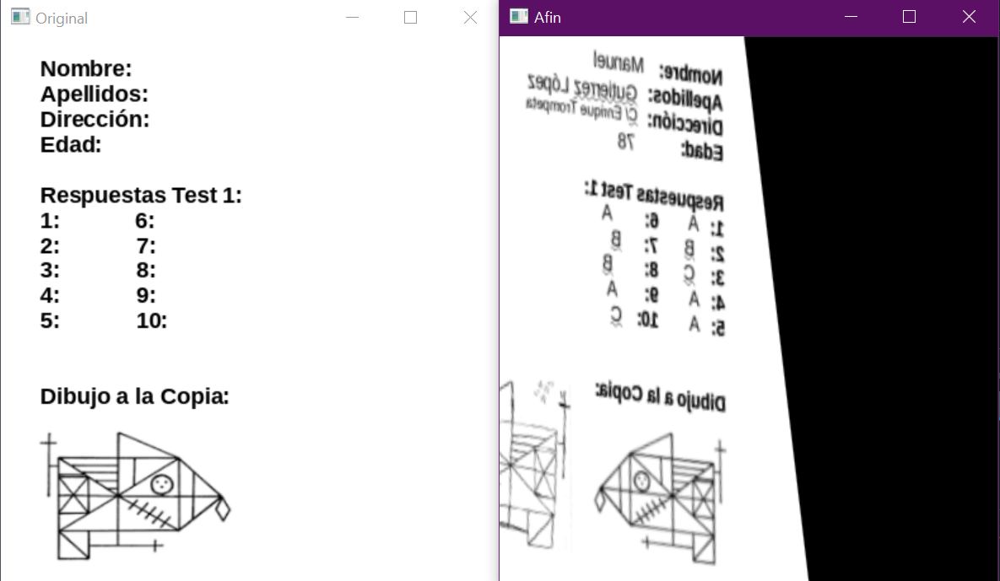 Original
Nombre:
Apellidos:
Dirección:
Edad:
Respuestas Test 1:
1: 6:
2: 7:
3: 8:
4: 9:
5: 10:
Dibujo a la Copia:
Afin
Nombre: Manuel
Apellidos: Gutierrez López
Dirección: C/ Enrique Trompeta
Edad: 78
Respuestas Test 1:
1: A 6: A
2: B 7: B
3: C 8: B
4: A 9: A
5: A 10: C
Dibujo a la Copia: